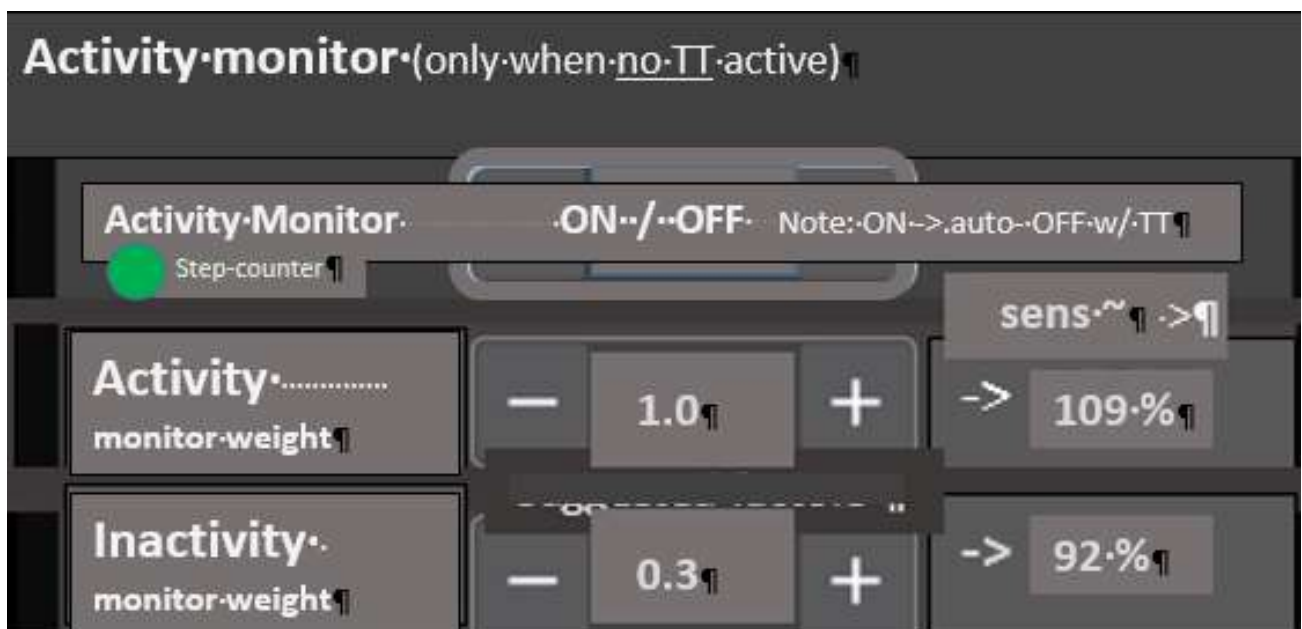 Activity·monitor·(only·when·no·TT·active)¶
Activity·Monitor· ·ON··/··OFF· Note:·ON·->.auto-·OFF·w/·TT¶
Step-counter¶
sens·~¶ ·>¶
Activity·..............
monitor·weight¶
− 1.0¶ + -> 109·%¶
Inactivity··
monitor·weight¶
− 0.3¶ + -> 92·%¶